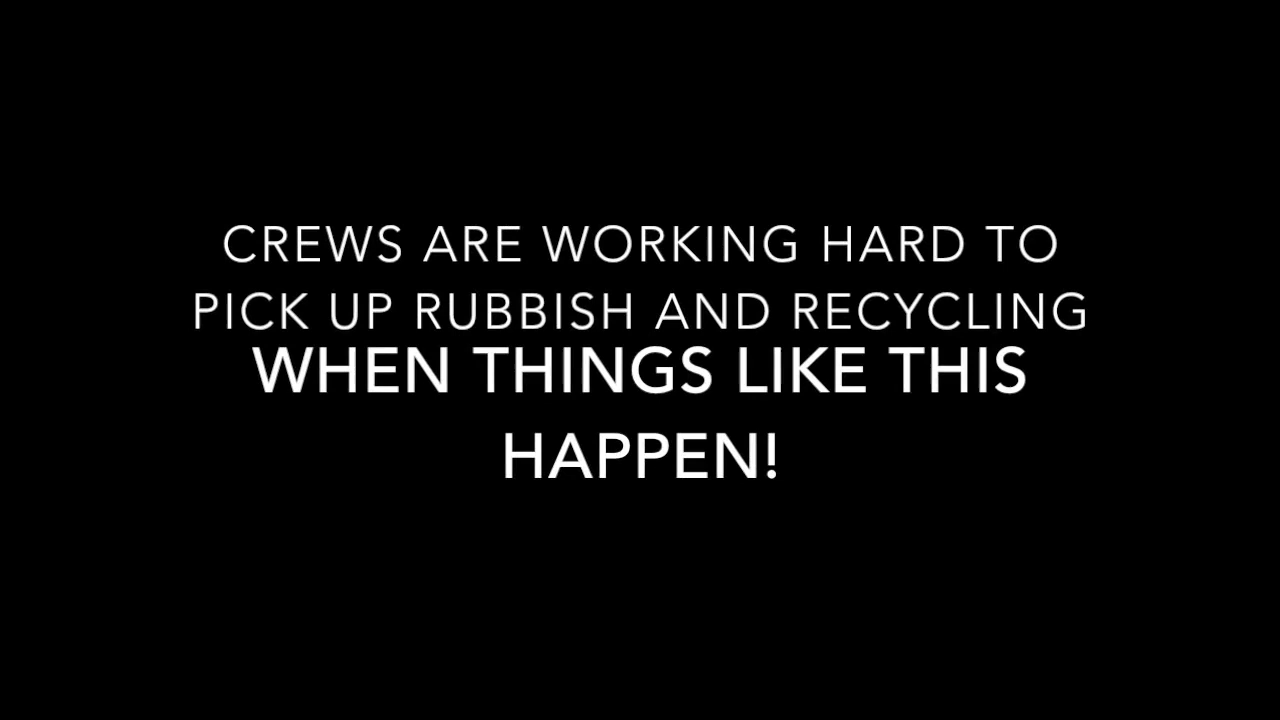 CREWS ARE WORKING HARD TO
PICK UP RUBBISH AND RECYCLING
WHEN THINGS LIKE THIS
HAPPEN!